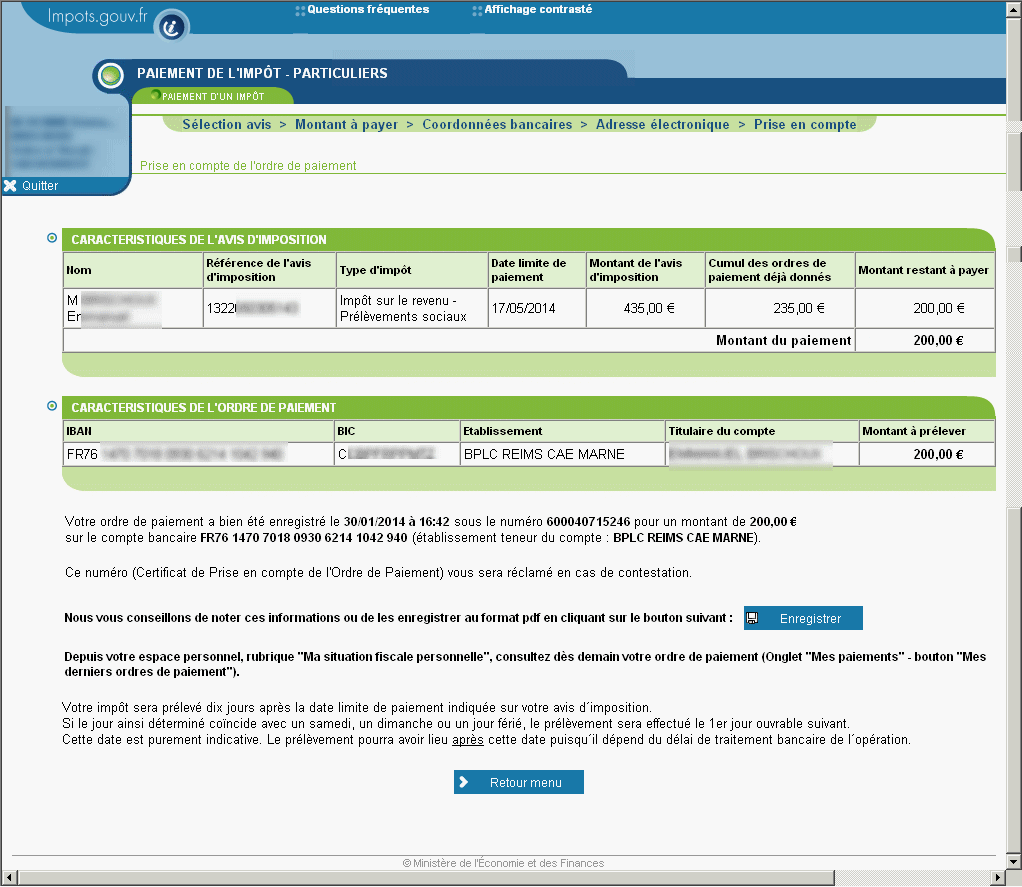 Impots.gouv.fr
Questions fréquentes
Affichage contrasté
PAIEMENT DE L'IMPÔT - PARTICULIERS
PAIEMENT D'UN IMPÔT
Sélection avis > Montant à payer > Coordonnées bancaires > Adresse électronique > Prise en compte
Quitter
Prise en compte de l'ordre de paiement
CARACTERISTIQUES DE L'AVIS D'IMPOSITION
Nom
Référence de l'avis
d'imposition
Type d'impôt
Date limite de
paiement
Montant de l'avis
d'imposition
Cumul des ordres de
paiement déjà donnés
Montant restant à payer
M
1322
Impôt sur le revenu -
Prélèvements sociaux
17/05/2014
435,00 €
235,00 €
200,00 €
Montant du paiement
200,00 €
CARACTERISTIQUES DE L'ORDRE DE PAIEMENT
IBAN
BIC
Etablissement
Titulaire du compte
Montant à prélever
FR76
BPLC REIMS CAE MARNE
200,00 €
Votre ordre de paiement a bien été enregistré le 30/01/2014 à 16:42 sous le numéro 600040715246 pour un montant de 200,00 €
sur le compte bancaire FR76 1470 7018 0930 6214 1042 940 (établissement teneur du compte : BPLC REIMS CAE MARNE).
Ce numéro (Certificat de Prise en compte de l'Ordre de Paiement) vous sera réclamé en cas de contestation.
Nous vous conseillons de noter ces informations ou de les enregistrer au format pdf en cliquant sur le bouton suivant :
Enregistrer
Depuis votre espace personnel, rubrique "Ma situation fiscale personnelle", consultez dès demain votre ordre de paiement (Onglet "Mes paiements" - bouton "Mes
derniers ordres de paiement").
Votre impôt sera prélevé dix jours après la date limite de paiement indiquée sur votre avis d´imposition.
Si le jour ainsi déterminé coïncide avec un samedi, un dimanche ou un jour férié, le prélèvement sera effectué le 1er jour ouvrable suivant.
Cette date est purement indicative. Le prélèvement pourra avoir lieu après cette date puisqu´il dépend du délai de traitement bancaire de l´opération.
Retour menu
© Ministère de l'Économie et des Finances